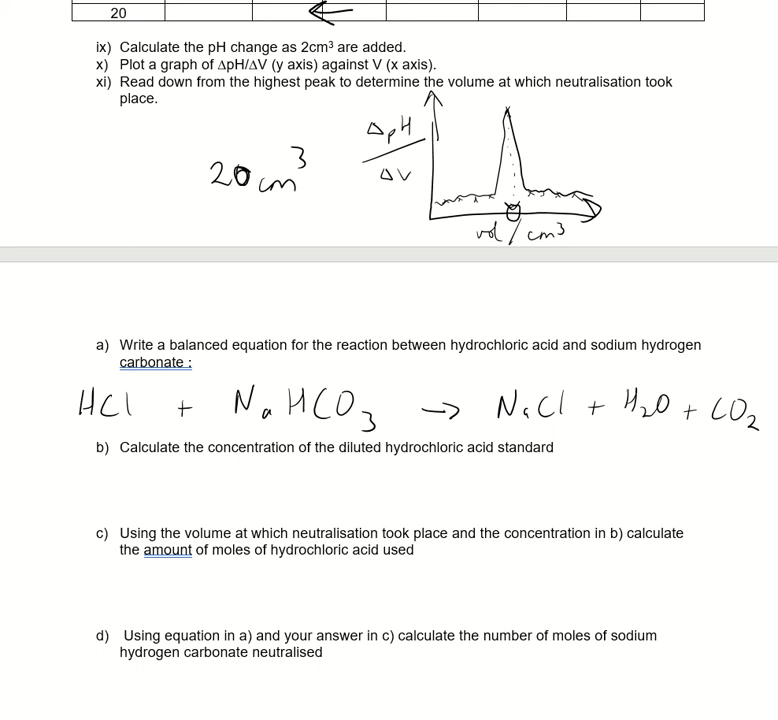 20
ix) Calculate the pH change as 2cm³ are added.
x) Plot a graph of ΔpH/ΔV (y axis) against V (x axis).
xi) Read down from the highest peak to determine the volume at which neutralisation took
place.
ΔpH
20cm³
ΔV
vol / cm3
a) Write a balanced equation for the reaction between hydrochloric acid and sodium hydrogen
carbonate :
HCl + NaHCO₃ → NaCl + H₂O + CO₂
b) Calculate the concentration of the diluted hydrochloric acid standard
c) Using the volume at which neutralisation took place and the concentration in b) calculate
the amount of moles of hydrochloric acid used
d) Using equation in a) and your answer in c) calculate the number of moles of sodium
hydrogen carbonate neutralised